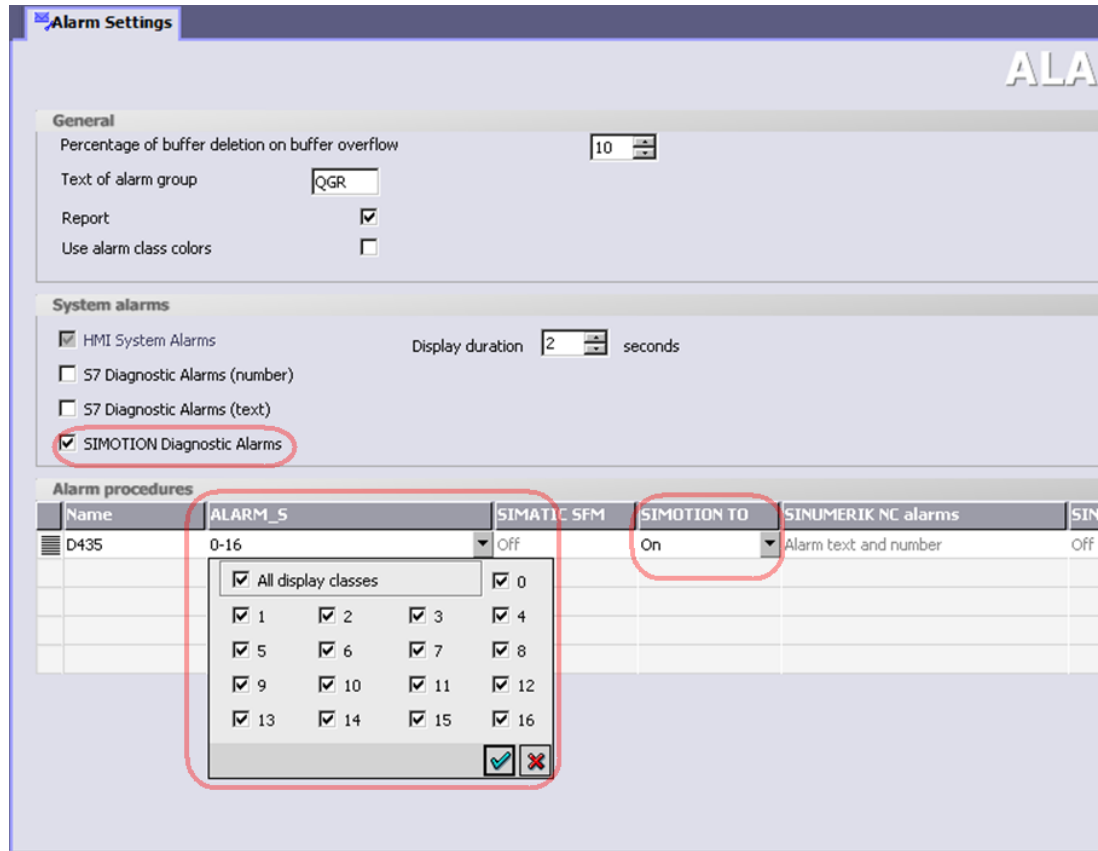 Alarm Settings
ALA
General
Percentage of buffer deletion on buffer overflow 10
Text of alarm group QGR
Report
Use alarm class colors
System alarms
HMI System Alarms Display duration 2 seconds
S7 Diagnostic Alarms (number)
S7 Diagnostic Alarms (text)
SIMOTION Diagnostic Alarms
Alarm procedures
Name ALARM_S SIMATIC SFM SIMOTION TO SINUMERIK NC alarms SIN
D435 0-16 Off On Alarm text and number Off
All display classes 0
1 2 3 4
5 6 7 8
9 10 11 12
13 14 15 16